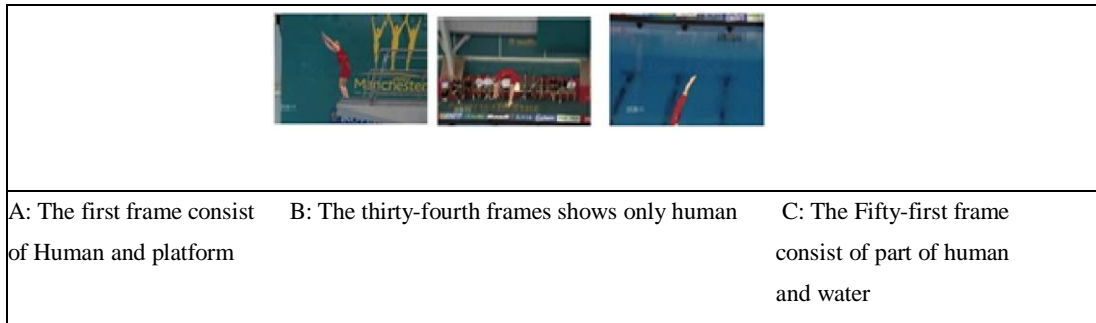 Manchester
A: The first frame consist
of Human and platform
B: The thirty-fourth frames shows only human
C: The Fifty-first frame
consist of part of human
and water